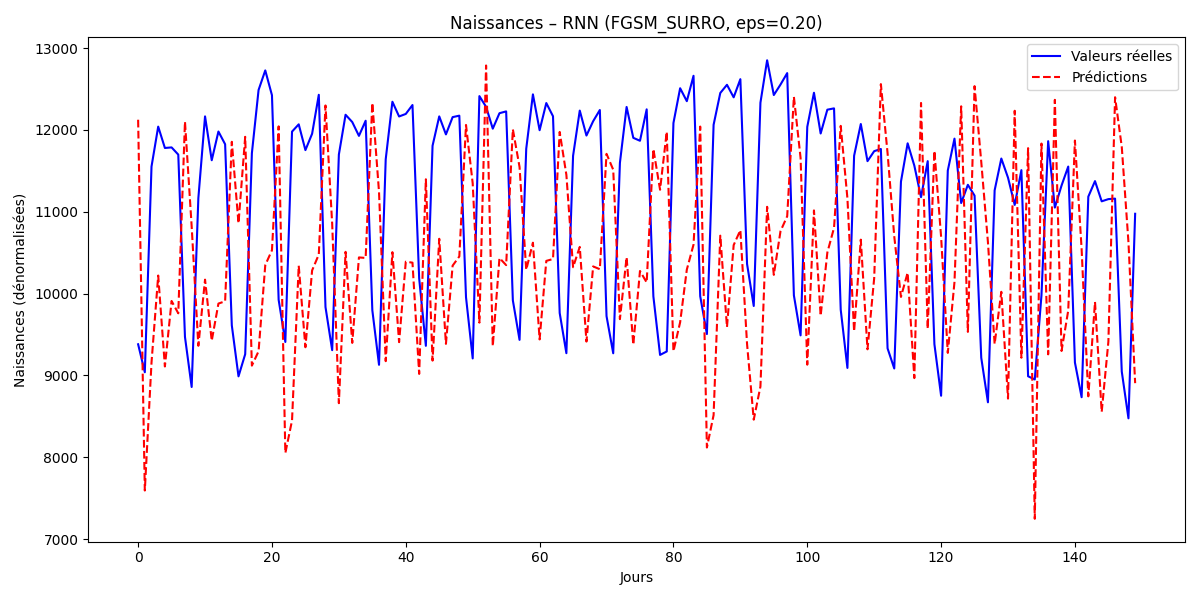 Naissances – RNN (FGSM_SURRO, eps=0.20)
Valeurs réelles
Prédictions
Naissances (dénormalisées)
13000
12000
11000
10000
9000
8000
7000
0 20 40 60 80 100 120 140
Jours